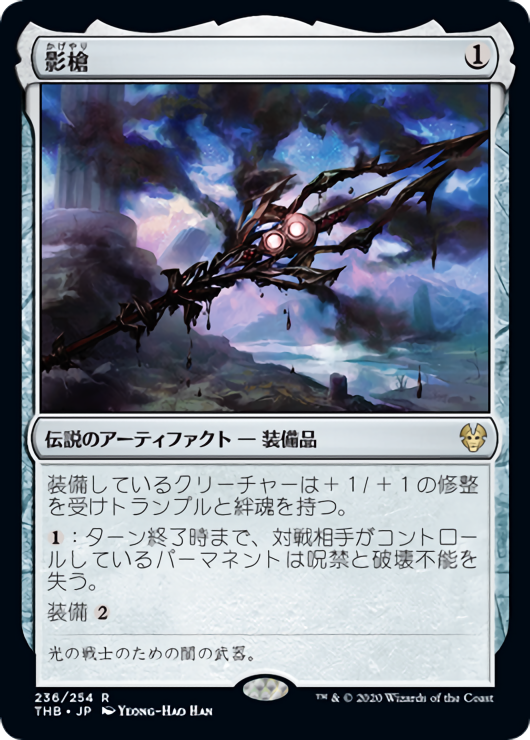 かげやり
影槍
1
伝説のアーティファクト — 装備品
装備しているクリーチャーは+1/+1の修整
を受けトランプルと絆魂を持つ。
1:ターン終了時まで、対戦相手がコントロー
ルしているパーマネントは呪禁と破壊不能を
失う。
装備 2
光の戦士のための闇の武器。
236/254 R
THB • JP Yeong-Hao Han
™ & © 2020 Wizards of the Coast